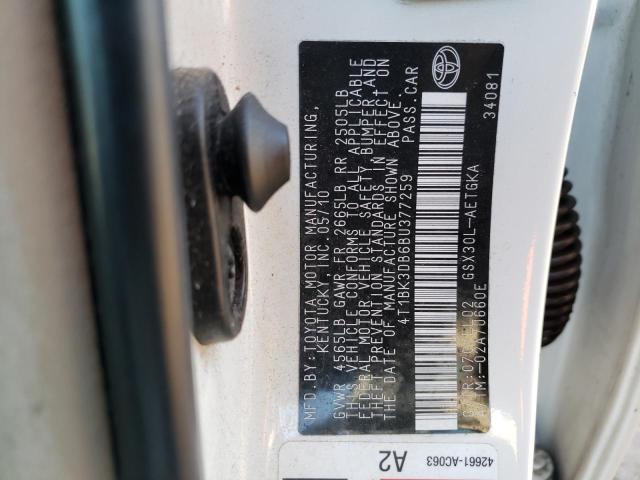 MFD.BY:TOYOTA MOTOR MANUFACTURING,
KENTUCKY, INC. 05/10
GVWR 4565LB GAWR FR 2665LB RR 2505LB
THIS VEHICLE CONFORMS TO ALL APPLICABLE
FEDERAL MOTOR VEHICLE SAFETY, BUMPER, AND
THEFT PREVENTION STANDARDS IN EFFECT ON
THE DATE OF MANUFACTURE SHOWN ABOVE.
4T1BK3DB6BU377259 PASS.CAR
GSX30L-AETGKA
34081
42661-AC063
A2